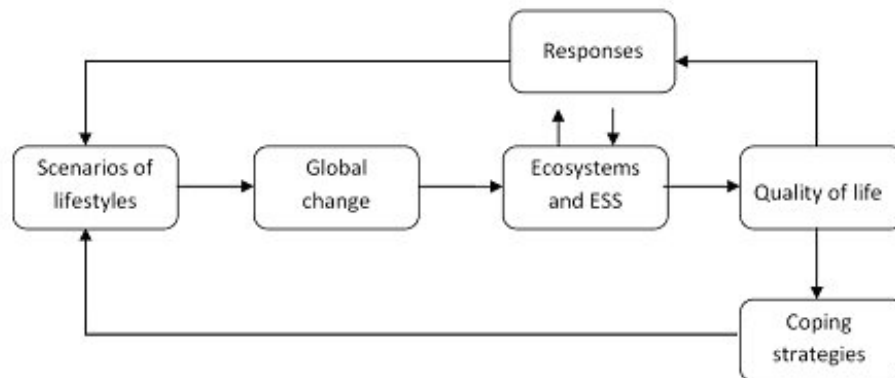 Responses
Scenarios of
lifestyles
Global
change
Ecosystems
and ESS
Quality of life
Coping
strategies